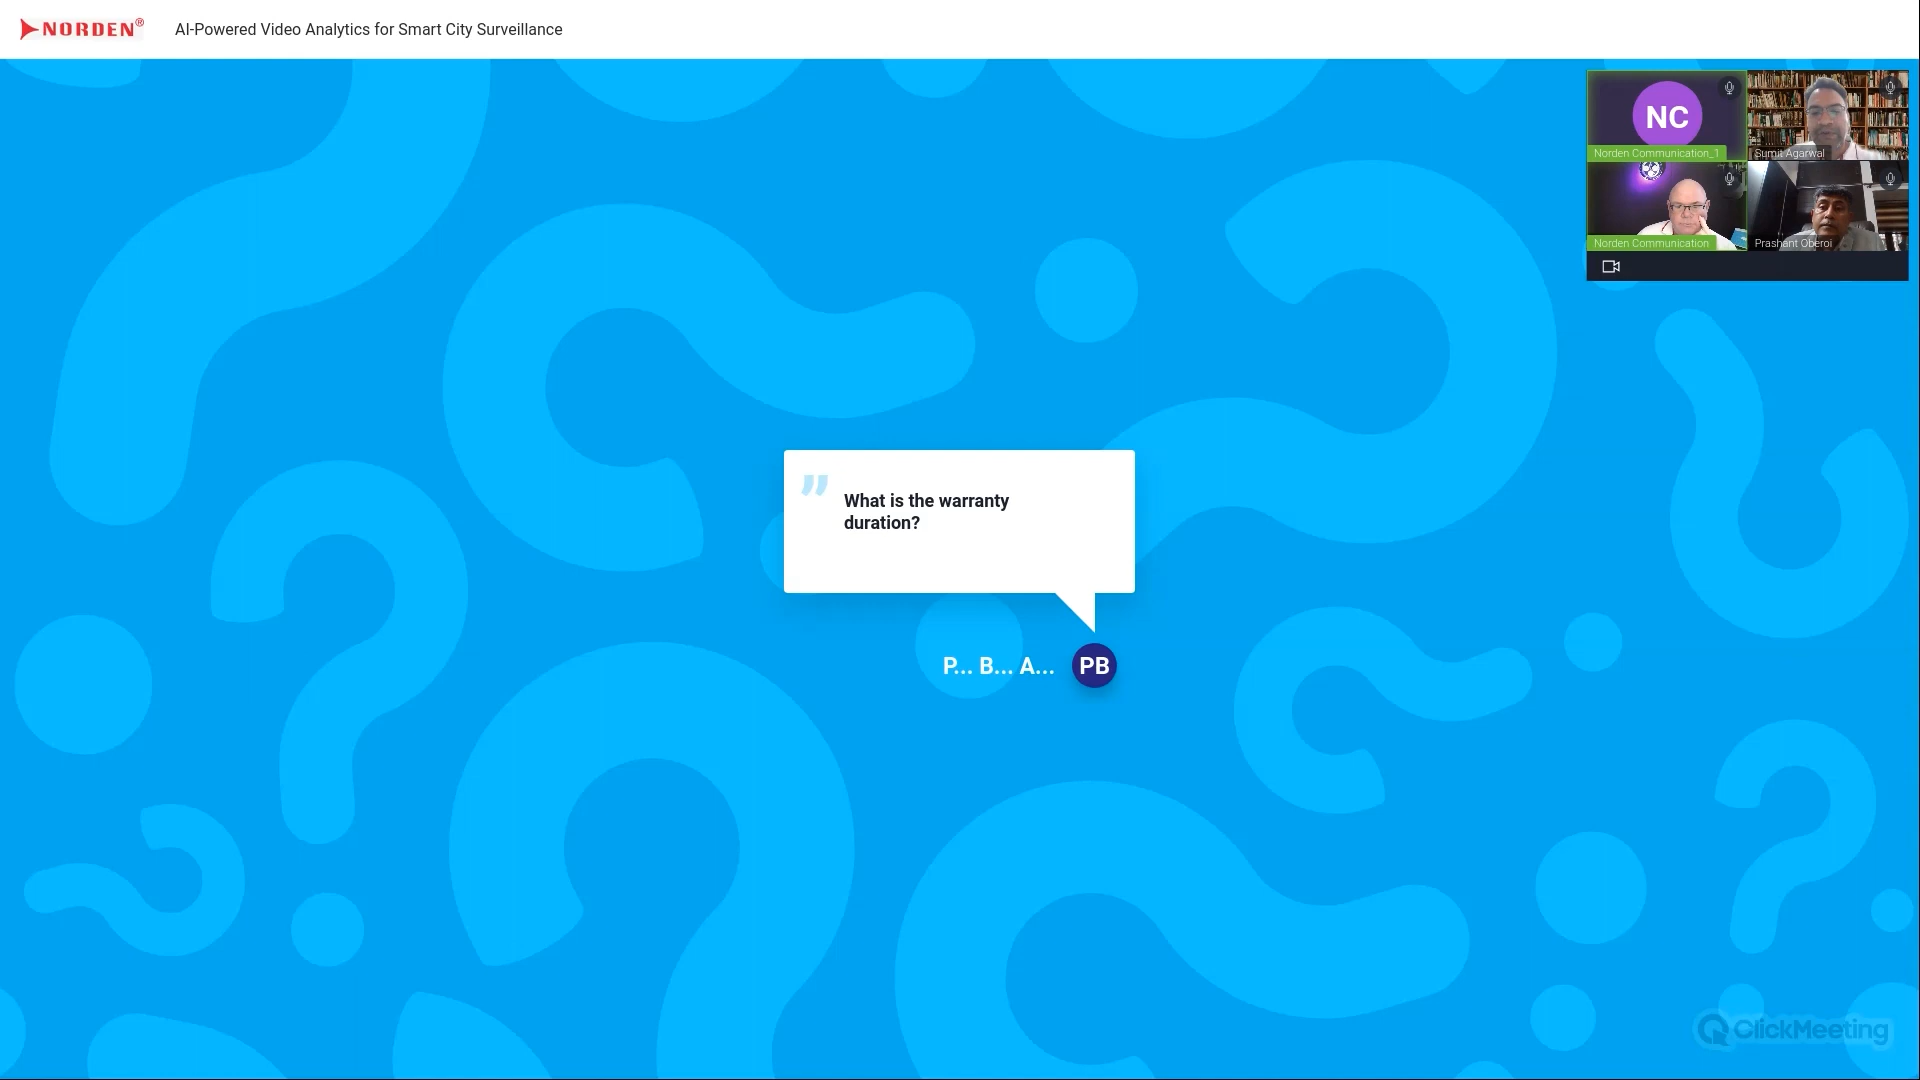 NORDEN®
AI-Powered Video Analytics for Smart City Surveillance
NC
Norden Communication_1
Sumit Agarwal
Norden Communication
Prashant Oberoi
What is the warranty
duration?
P... B... A...
PB
ClickMeeting